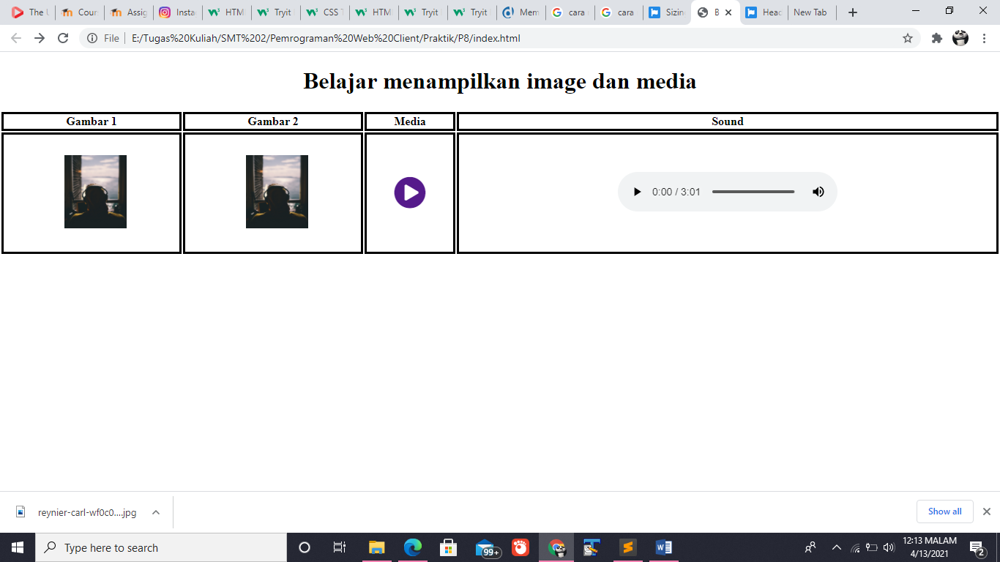 The U
Cour
Assig
Insta
HTM
Tryit
CSS T
HTM
Tryit
Tryit
Mem
cara
cara
Sizin
B
Head
New Tab
File
E:/Tugas%20Kuliah/SMT%202/Pemrograman%20Web%20Client/Praktik/P8/index.html
Belajar menampilkan image dan media
Gambar 1
Gambar 2
Media
Sound
0:00 / 3:01
reynier-carl-wf0c0....jpg
Show all
Type here to search
99+
12:13 MALAM
4/13/2021
2